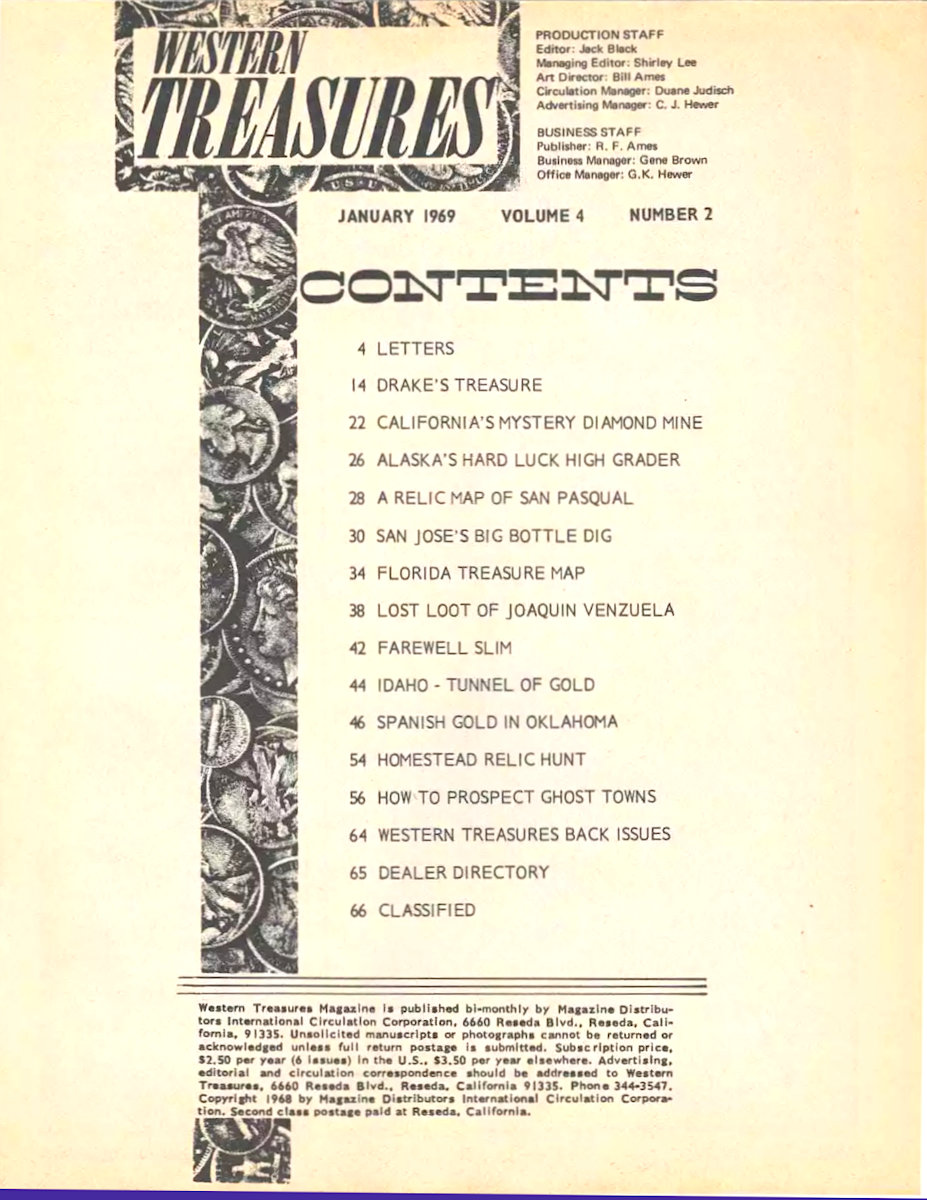 WESTERN
TREASURES
PRODUCTION STAFF
Editor: Jack Black
Managing Editor: Shirley Lee
Art Director: Bill Ames
Circulation Manager: Duane Judisch
Advertising Manager: C. J. Hewer
BUSINESS STAFF
Publisher: R. F. Ames
Business Manager: Gene Brown
Office Manager: G.K. Hewer
JANUARY 1969 VOLUME 4 NUMBER 2
CONTENTS
4 LETTERS
14 DRAKE'S TREASURE
22 CALIFORNIA'S MYSTERY DIAMOND MINE
26 ALASKA'S HARD LUCK HIGH GRADER
28 A RELIC MAP OF SAN PASQUAL
30 SAN JOSE'S BIG BOTTLE DIG
34 FLORIDA TREASURE MAP
38 LOST LOOT OF JOAQUIN VENZUELA
42 FAREWELL SLIM
44 IDAHO - TUNNEL OF GOLD
46 SPANISH GOLD IN OKLAHOMA
54 HOMESTEAD RELIC HUNT
56 HOW TO PROSPECT GHOST TOWNS
64 WESTERN TREASURES BACK ISSUES
65 DEALER DIRECTORY
66 CLASSIFIED
Western Treasures Magazine is published bi-monthly by Magazine Distribu-
tors International Circulation Corporation, 6660 Reseda Blvd., Reseda, Cali-
fornia, 91335. Unsolicited manuscripts or photographs cannot be returned or
acknowledged unless full return postage is submitted. Subscription price,
$2.50 per year (6 issues) in the U.S., $3.50 per year elsewhere. Advertising,
editorial and circulation correspondence should be addressed to Western
Treasures, 6660 Reseda Blvd., Reseda, California 91335. Phone 344-3547.
Copyright 1968 by Magazine Distributors International Circulation Corpora-
tion. Second class postage paid at Reseda, California.